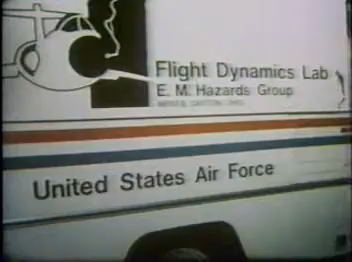 Flight Dynamics Lab
E. M. Hazards Group
United States Air Force